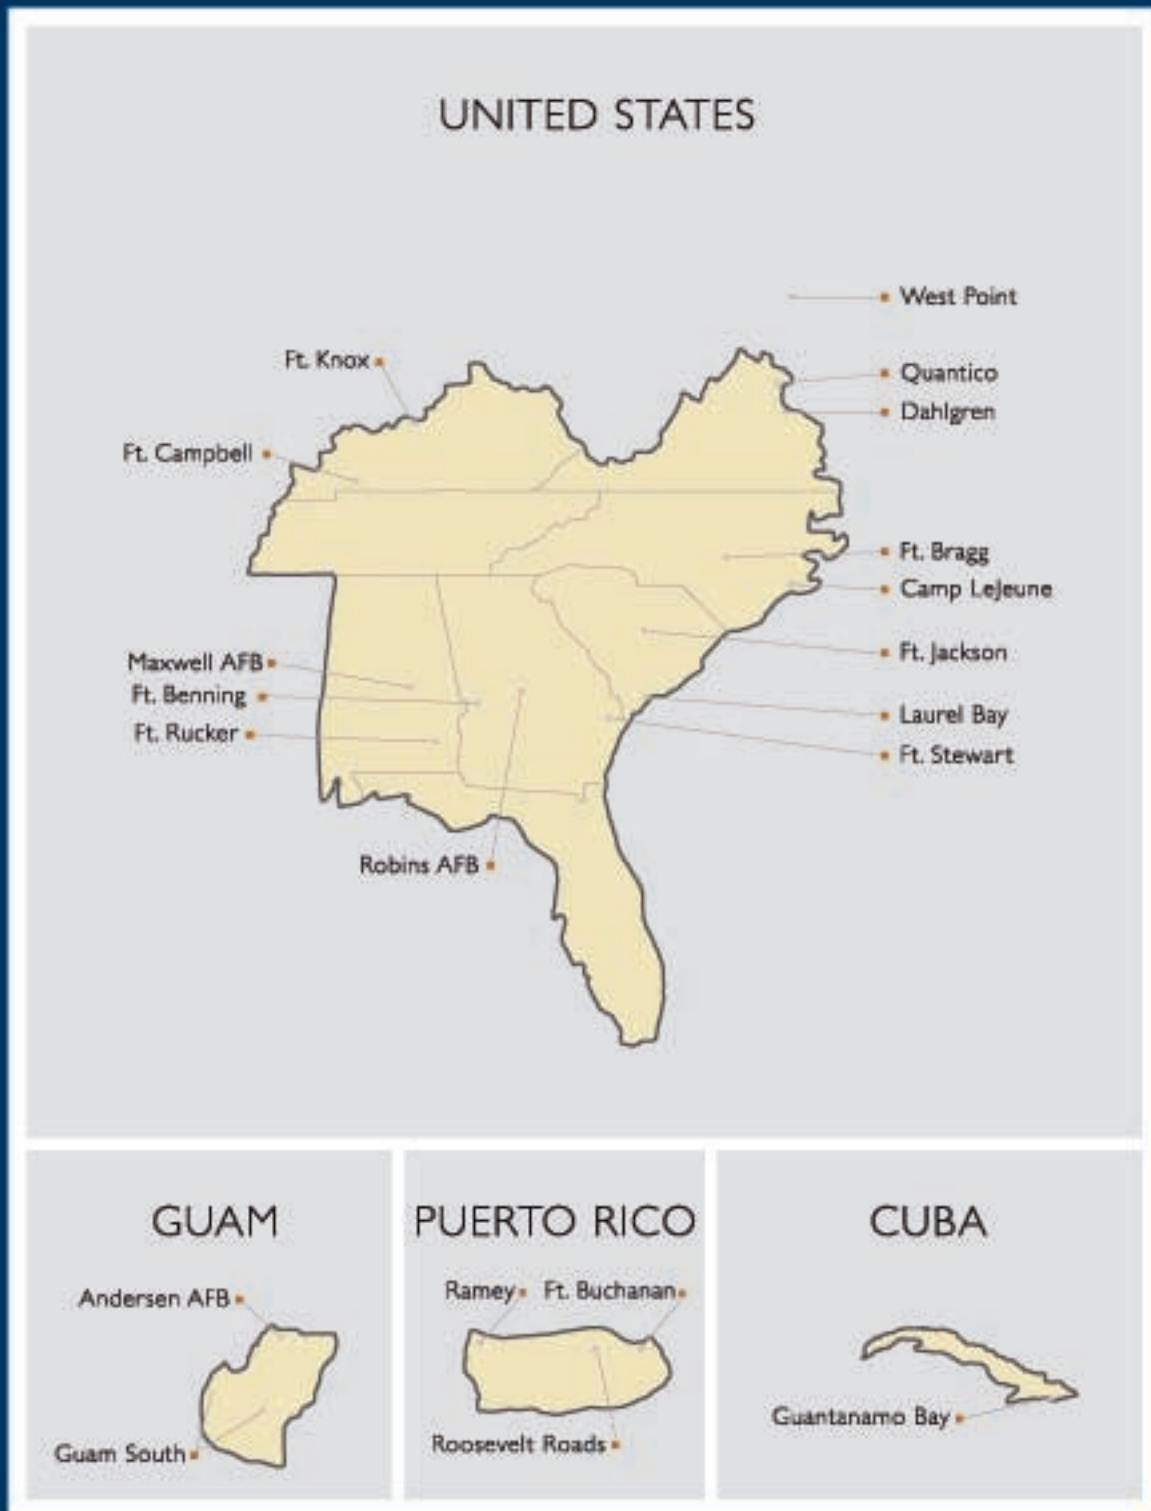 UNITED STATES
West Point
Ft. Knox
Quantico
Dahlgren
Ft. Campbell
Ft. Bragg
Camp LeJeune
Ft. Jackson
Maxwell AFB
Ft. Benning
Laurel Bay
Ft. Rucker
Ft. Stewart
Robins AFB
GUAM
Andersen AFB
Guam South
PUERTO RICO
Ramey
Ft. Buchanan
Roosevelt Roads
CUBA
Guantanamo Bay